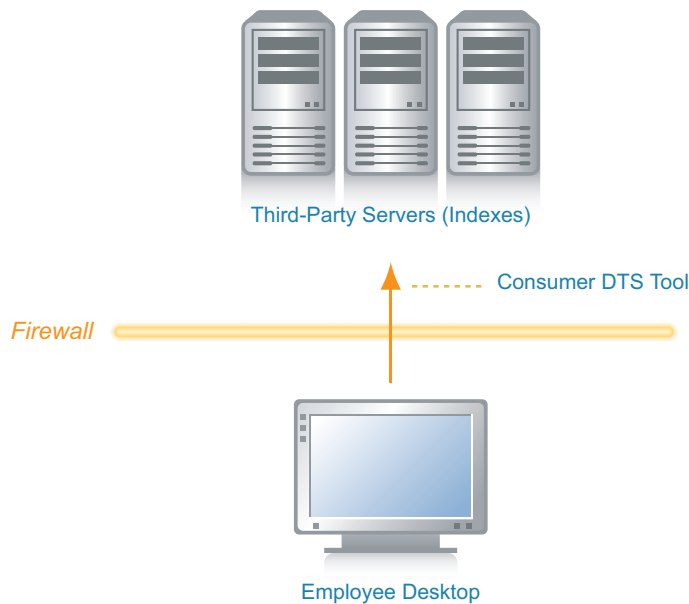 Third-Party Servers (Indexes)
Consumer DTS Tool
Firewall
Employee Desktop